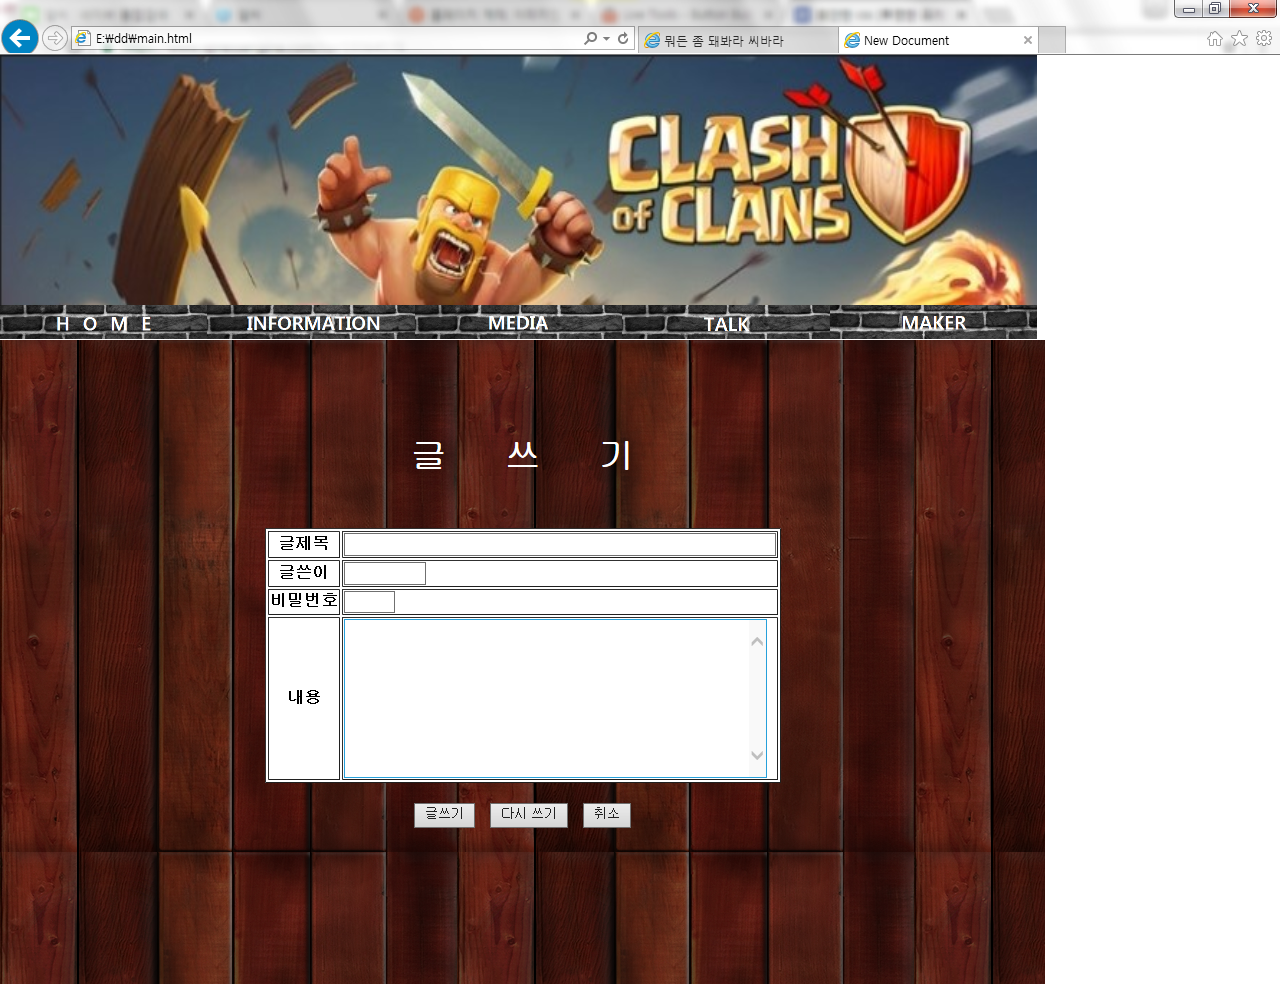 E:₩dd₩main.html
뭐든 좀 돼봐라 씨바라
New Document
CLASH
OF CLANS
H O M E
INFORMATION
MEDIA
TALK
MAKER
글 쓰 기
글제목
글쓴이
비밀번호
내용
글쓰기
다시 쓰기
취소